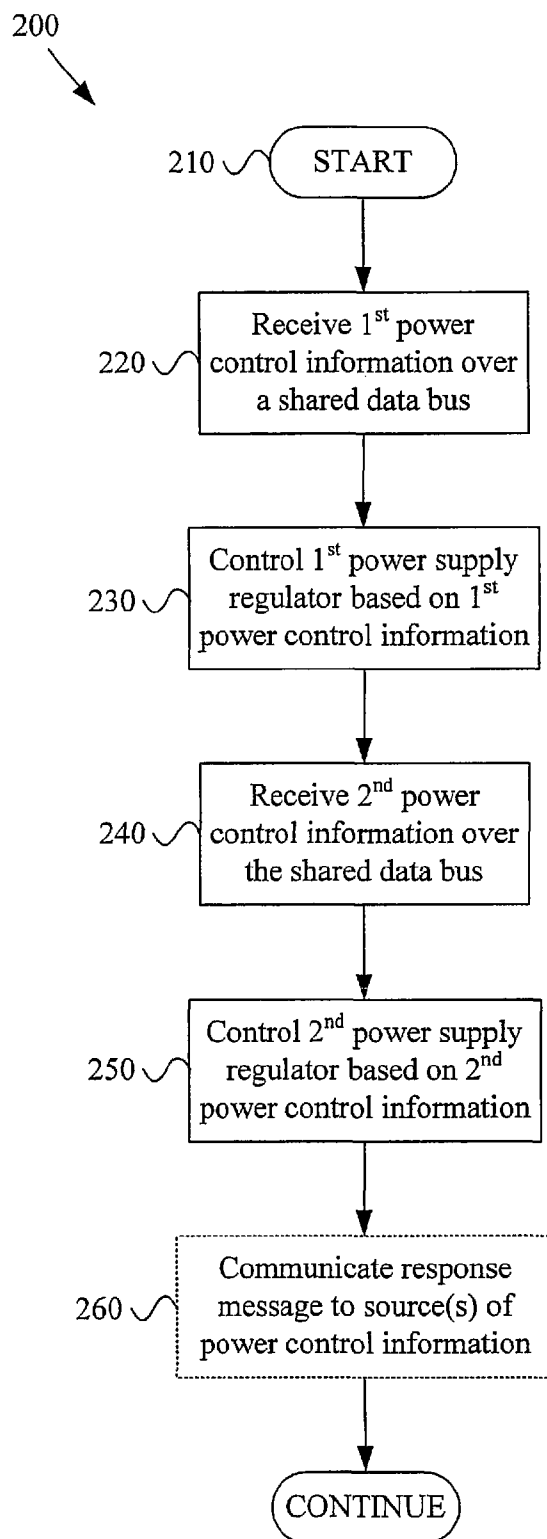 200
210
START
220
Receive 1st power
control information over
a shared data bus
230
Control 1st power supply
regulator based on 1st
power control information
240
Receive 2nd power
control information over
the shared data bus
250
Control 2nd power supply
regulator based on 2nd
power control information
260
Communicate response
message to source(s) of
power control information
CONTINUE